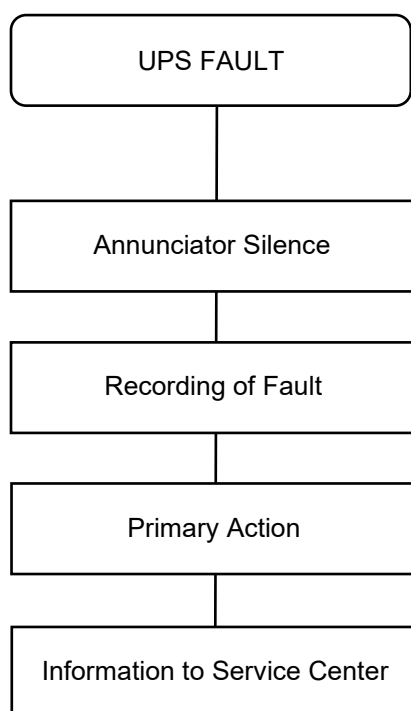 UPS FAULT
Annunciator Silence
Recording of Fault
Primary Action
Information to Service Center